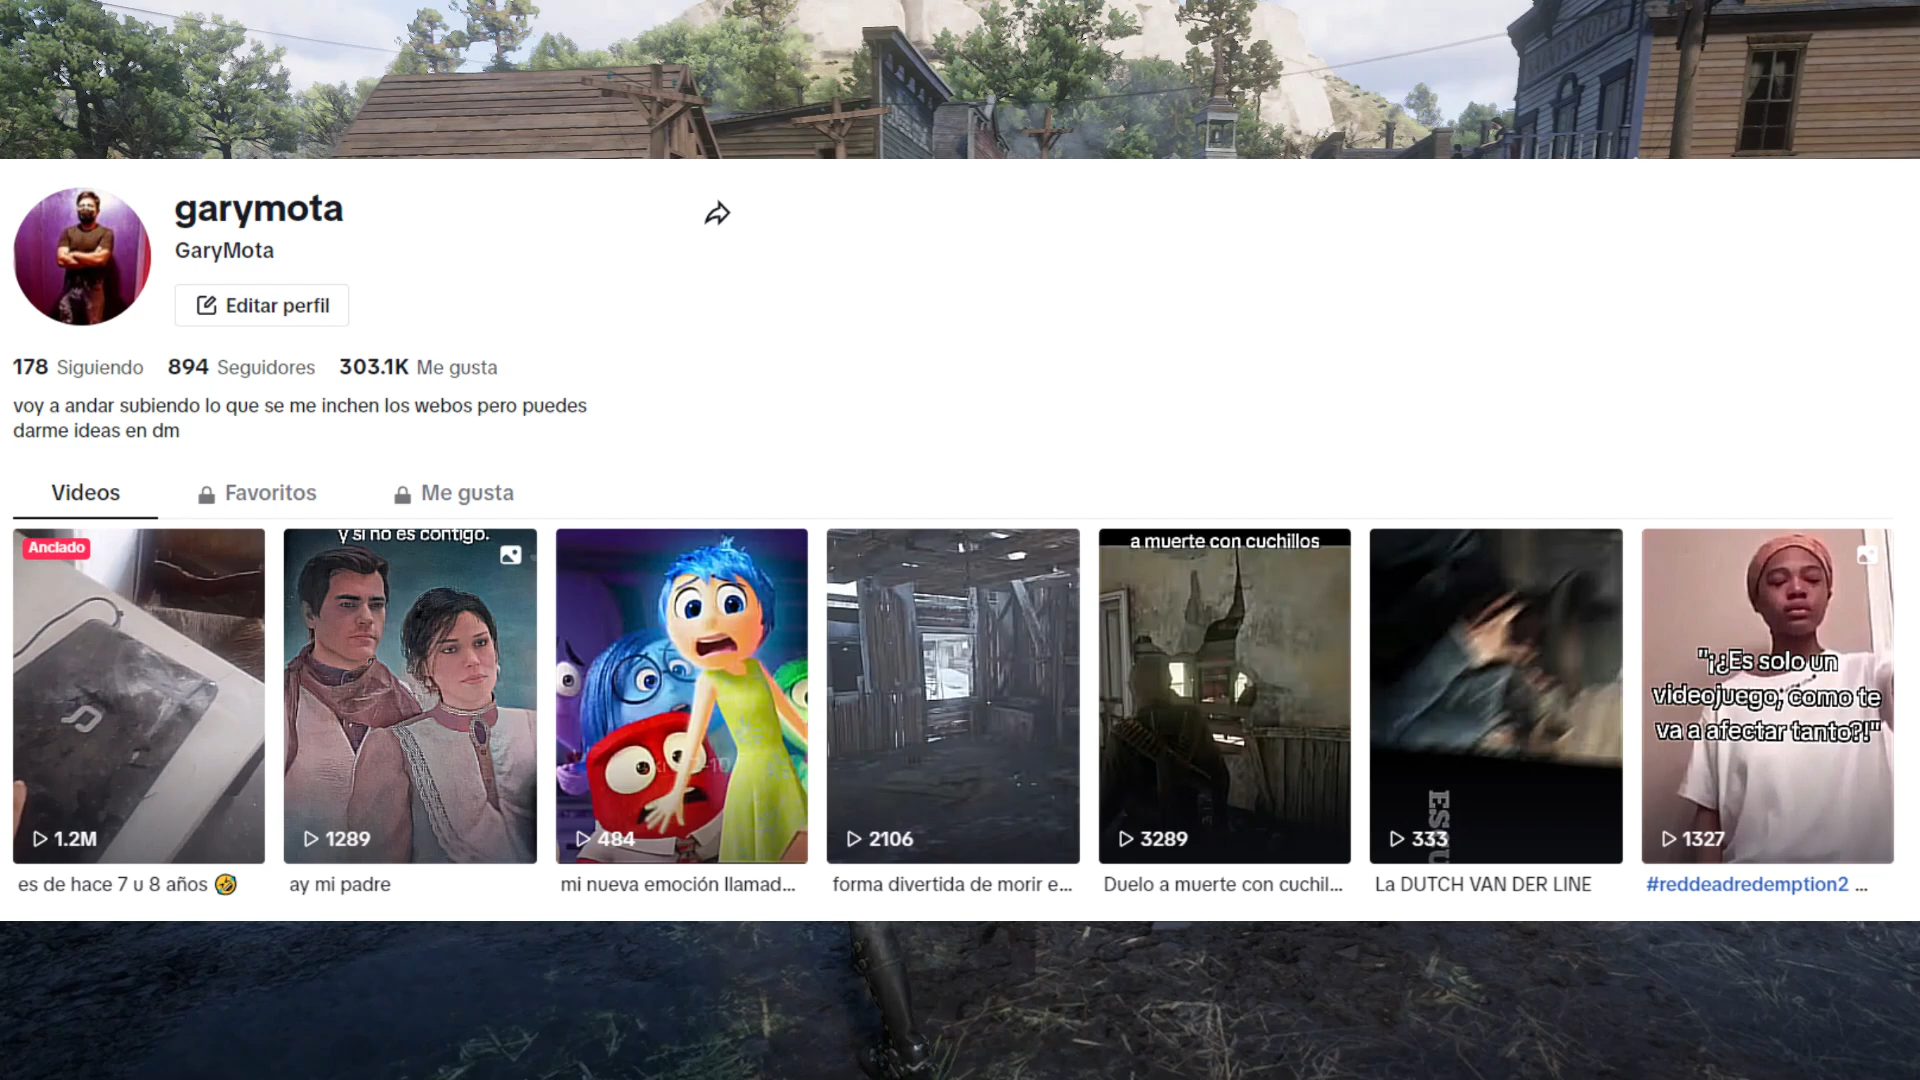 garymota
GaryMota
Editar perfil
178 Siguiendo 894 Seguidores 303.1K Me gusta
voy a andar subiendo lo que se me inchen los webos pero puedes
darme ideas en dm
Videos Favoritos Me gusta
Anclado
y si no es contigo.
a muerte con cuchillos
"¡¿Es solo un
videojuego, como te
va a afectar tanto?!"
1.2M
1289
484
2106
3289
333
1327
es de hace 7 u 8 años 🤣
ay mi padre
mi nueva emoción llamad...
forma divertida de morir e...
Duelo a muerte con cuchil...
La DUTCH VAN DER LINE
#reddeadredemption2 ...